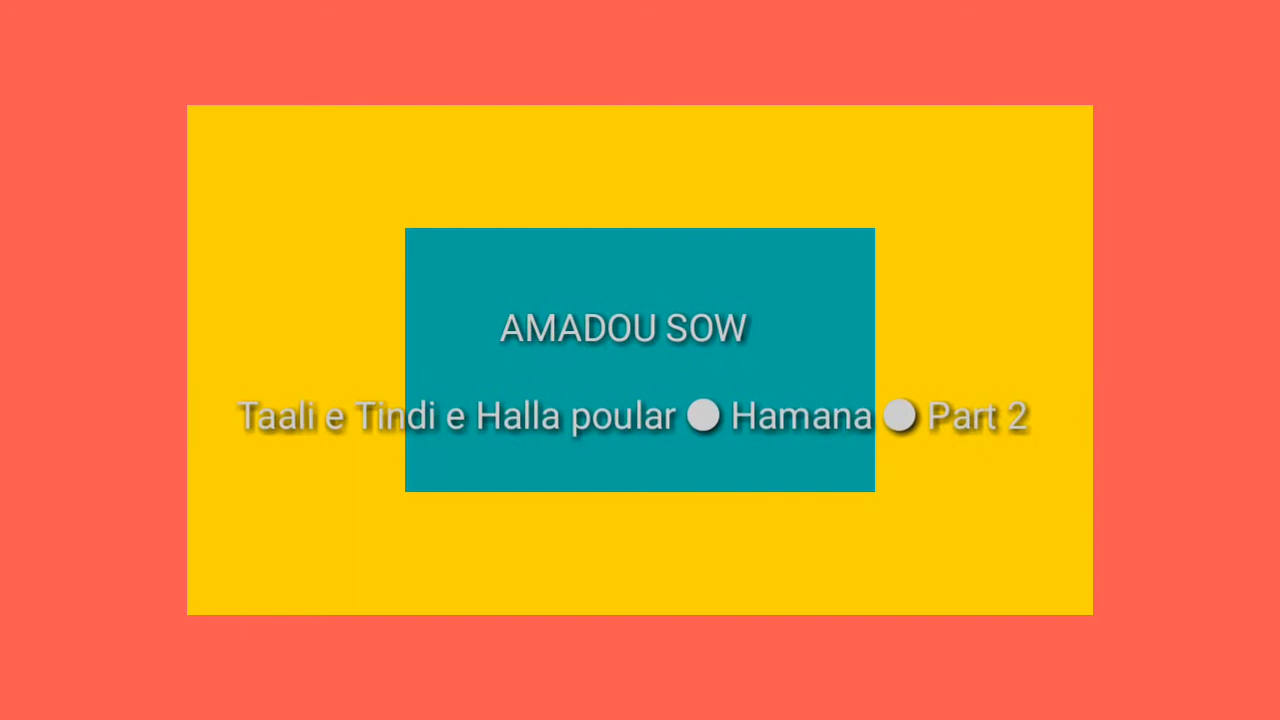 AMADOU SOW
Taali e Tindi e Halla poular ● Hamana ● Part 2